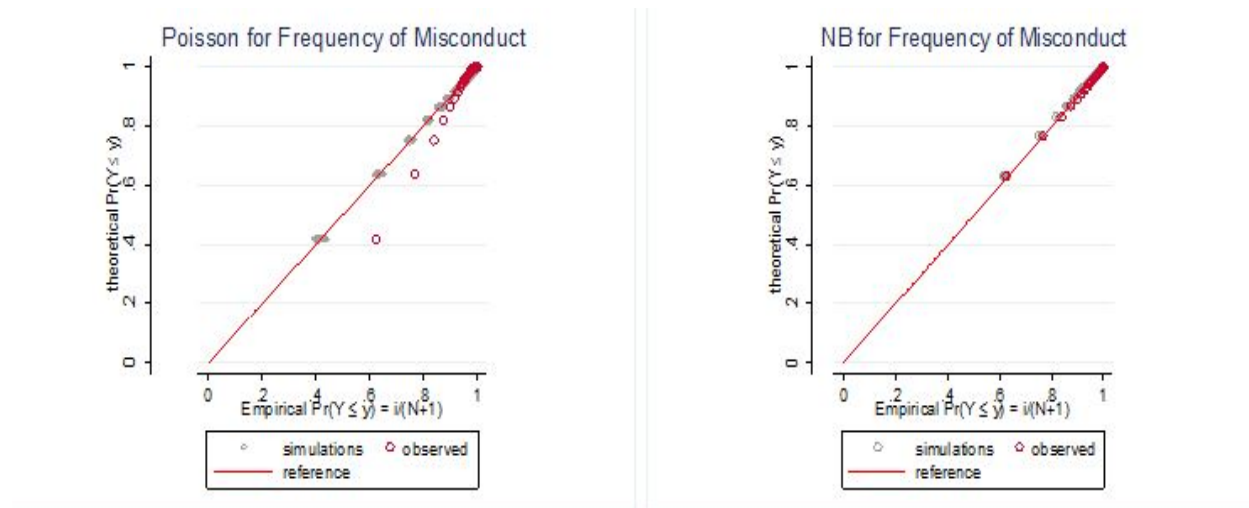 Poisson for Frequency of Misconduct
theoretical Pr(Y ≤ y)
1
.8
.6
.4
.2
0
0 .2 .4 .6 .8 1
Empirical Pr(Y ≤ y) = i/(N+1)
simulations observed
reference
NB for Frequency of Misconduct
theoretical Pr(Y ≤ y)
1
.8
.6
.4
.2
0
0 .2 .4 .6 .8 1
Empirical Pr(Y ≤ y) = i/(N+1)
simulations observed
reference